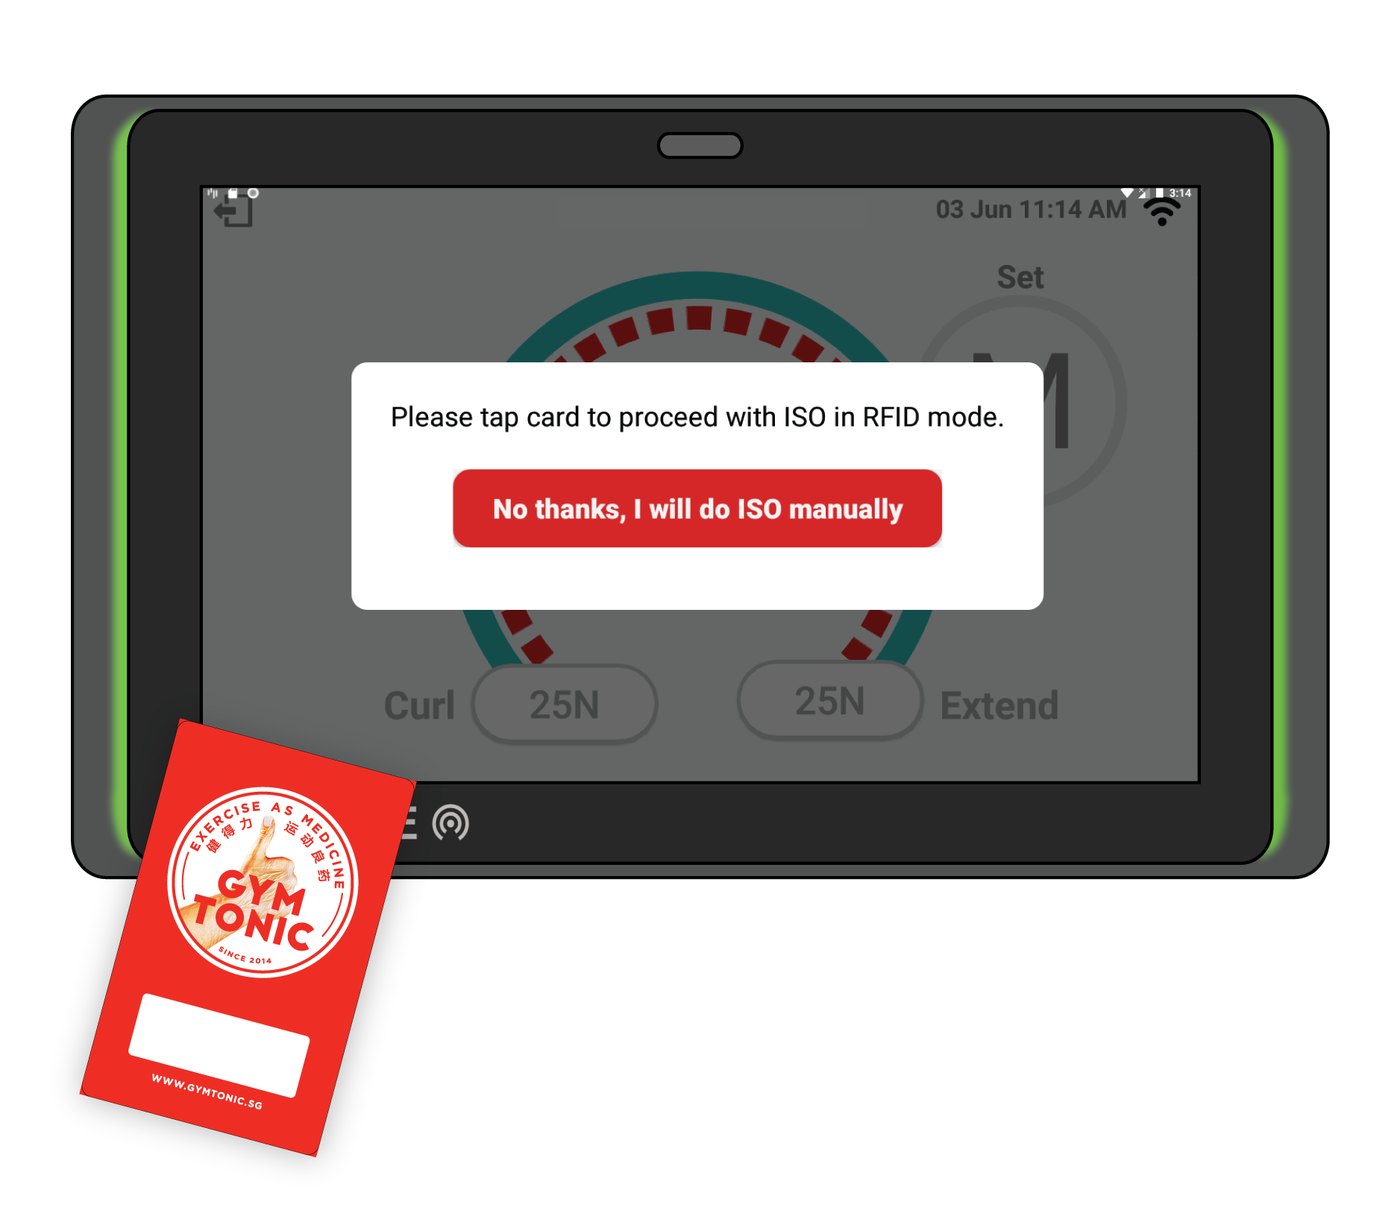 3:14
03 Jun 11:14 AM
Set
M
Please tap card to proceed with ISO in RFID mode.
No thanks, I will do ISO manually
Curl
25N
25N
Extend
E
EXERCISE AS MEDICINE
健得力 运动良药
GYM
TONIC
SINCE 2014
WWW.GYMTONIC.SG